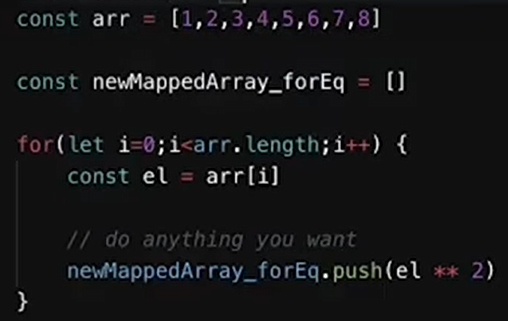 const arr = [1,2,3,4,5,6,7,8]
const newMappedArray_forEq = []
for(let i=0;i<arr.length;i++) {
const el = arr[i]
// do anything you want
newMappedArray_forEq.push(el ** 2)
}